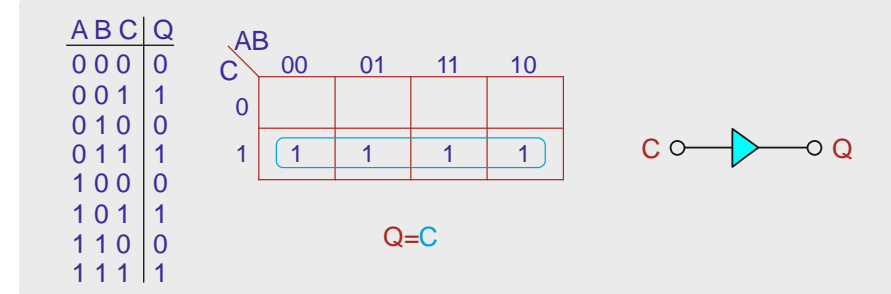 A B C Q
0 0 0 0
0 0 1 1
0 1 0 0
0 1 1 1
1 0 0 0
1 0 1 1
1 1 0 0
1 1 1 1
AB
C 00 01 11 10
0
1 1 1 1 1
Q=C
C Q